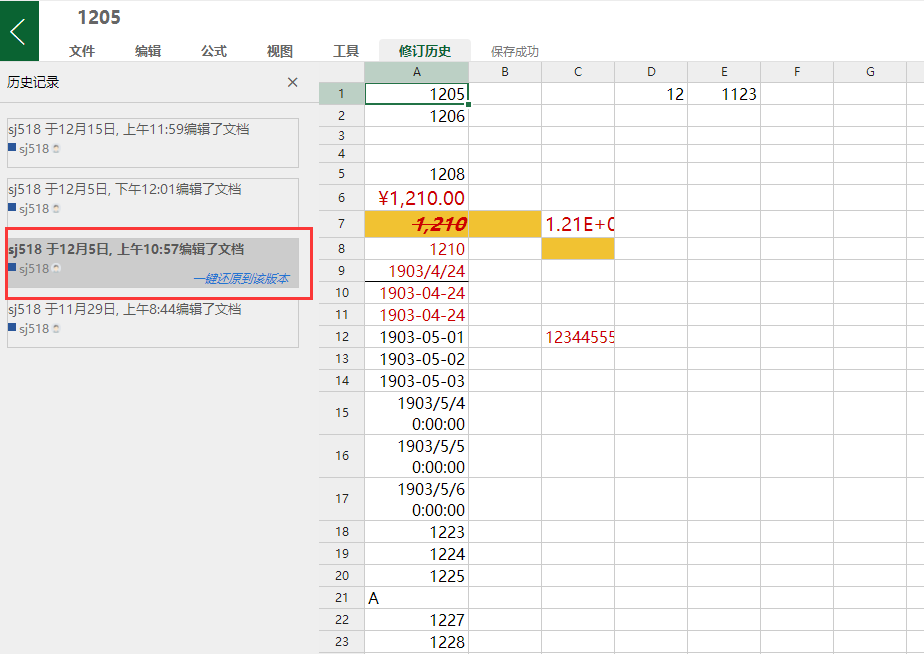 1205
文件 编辑 公式 视图 工具 修订历史 保存成功
历史记录
sj518 于12月15日, 上午11:59编辑了文档
sj518
sj518 于12月5日, 下午12:01编辑了文档
sj518
sj518 于12月5日, 上午10:57编辑了文档
sj518
一键还原到该版本
sj518 于11月29日, 上午8:44编辑了文档
sj518
A B C D E F G
1 1205 12 1123
2 1206
3
4
5 1208
6 ¥1,210.00
7 1,210 1.21E+0
8 1210
9 1903/4/24
10 1903-04-24
11 1903-04-24
12 1903-05-01 12344555
13 1903-05-02
14 1903-05-03
15 1903/5/4
0:00:00
16 1903/5/5
0:00:00
17 1903/5/6
0:00:00
18 1223
19 1224
20 1225
21 A
22 1227
23 1228